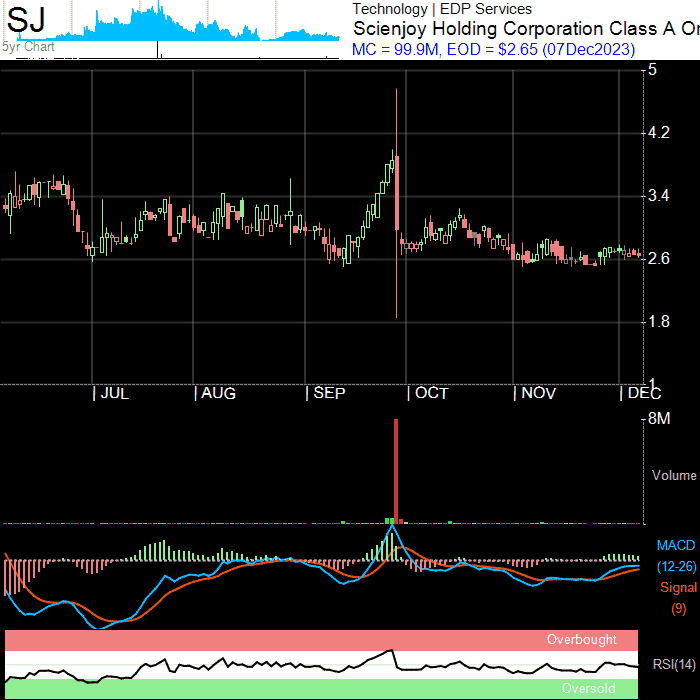 SJ
5yr Chart
Technology | EDP Services
Scienjoy Holding Corporation Class A Or
MC = 99.9M, EOD = $2.65 (07Dec2023)
5
4.2
3.4
2.6
1.8
1
JUL AUG SEP OCT NOV DEC
8M
Volume
MACD
(12-26)
Signal
(9)
Overbought
RSI(14)
Oversold